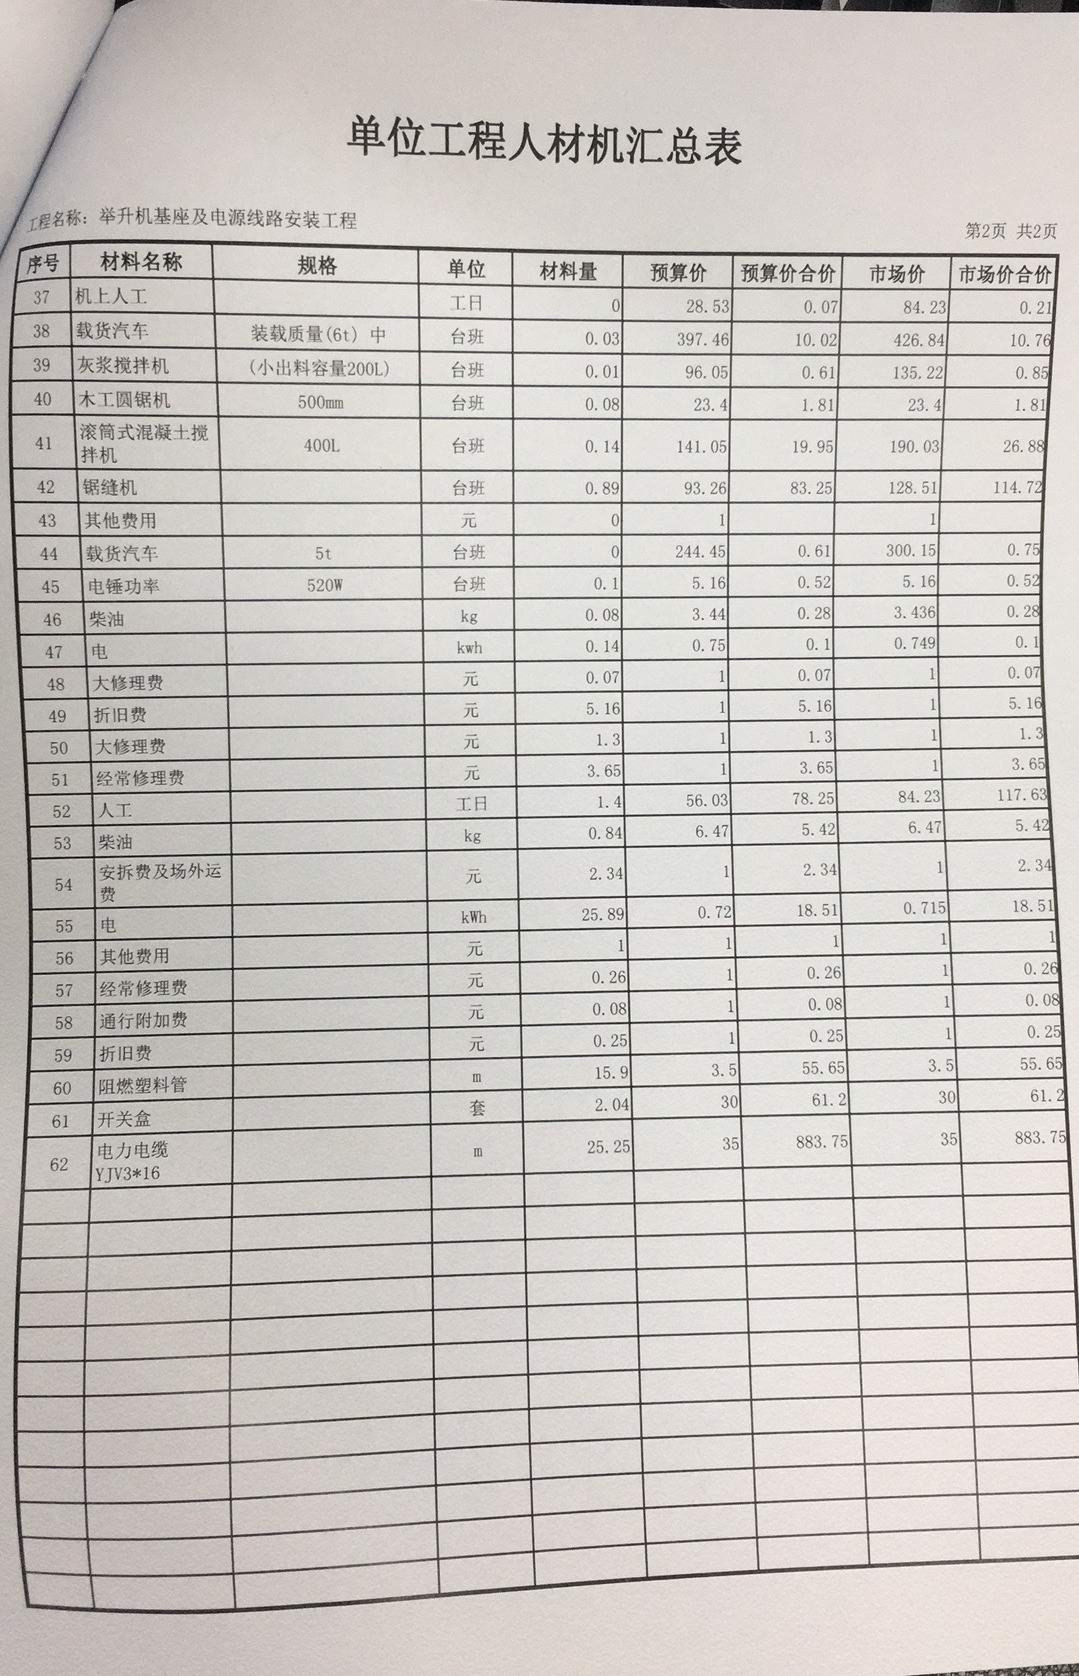 单位工程人材机汇总表
工程名称：举升机基座及电源线路安装工程 第2页 共2页
序号 材料名称 规格 单位 材料量 预算价 预算价合价 市场价 市场价合价
37 机上人工 工日 0 28.53 0.07 84.23 0.21
38 载货汽车 装载质量(6t) 中 台班 0.03 397.46 10.02 426.84 10.76
39 灰浆搅拌机 (小出料容量200L) 台班 0.01 96.05 0.61 135.22 0.85
40 木工圆锯机 500mm 台班 0.08 23.4 1.81 23.4 1.81
41 滚筒式混凝土搅
拌机 400L 台班 0.14 141.05 19.95 190.03 26.88
42 锯缝机 台班 0.89 93.26 83.25 128.51 114.72
43 其他费用 元 0 1 1
44 载货汽车 5t 台班 0 244.45 0.61 300.15 0.75
45 电锤功率 520W 台班 0.1 5.16 0.52 5.16 0.52
46 柴油 kg 0.08 3.44 0.28 3.436 0.28
47 电 kwh 0.14 0.75 0.1 0.749 0.1
48 大修理费 元 0.07 1 0.07 1 0.07
49 折旧费 元 5.16 1 5.16 1 5.16
50 大修理费 元 1.3 1 1.3 1 1.3
51 经常修理费 元 3.65 1 3.65 1 3.65
52 人工 工日 1.4 56.03 78.25 84.23 117.63
53 柴油 kg 0.84 6.47 5.42 6.47 5.42
54 安拆费及场外运
费 元 2.34 1 2.34 1 2.34
55 电 kWh 25.89 0.72 18.51 0.715 18.51
56 其他费用 元 1 1 1 1 1
57 经常修理费 元 0.26 1 0.26 1 0.26
58 通行附加费 元 0.08 1 0.08 1 0.08
59 折旧费 元 0.25 1 0.25 1 0.25
60 阻燃塑料管 m 15.9 3.5 55.65 3.5 55.65
61 开关盒 套 2.04 30 61.2 30 61.2
62 电力电缆
YJV3*16 m 25.25 35 883.75 35 883.75